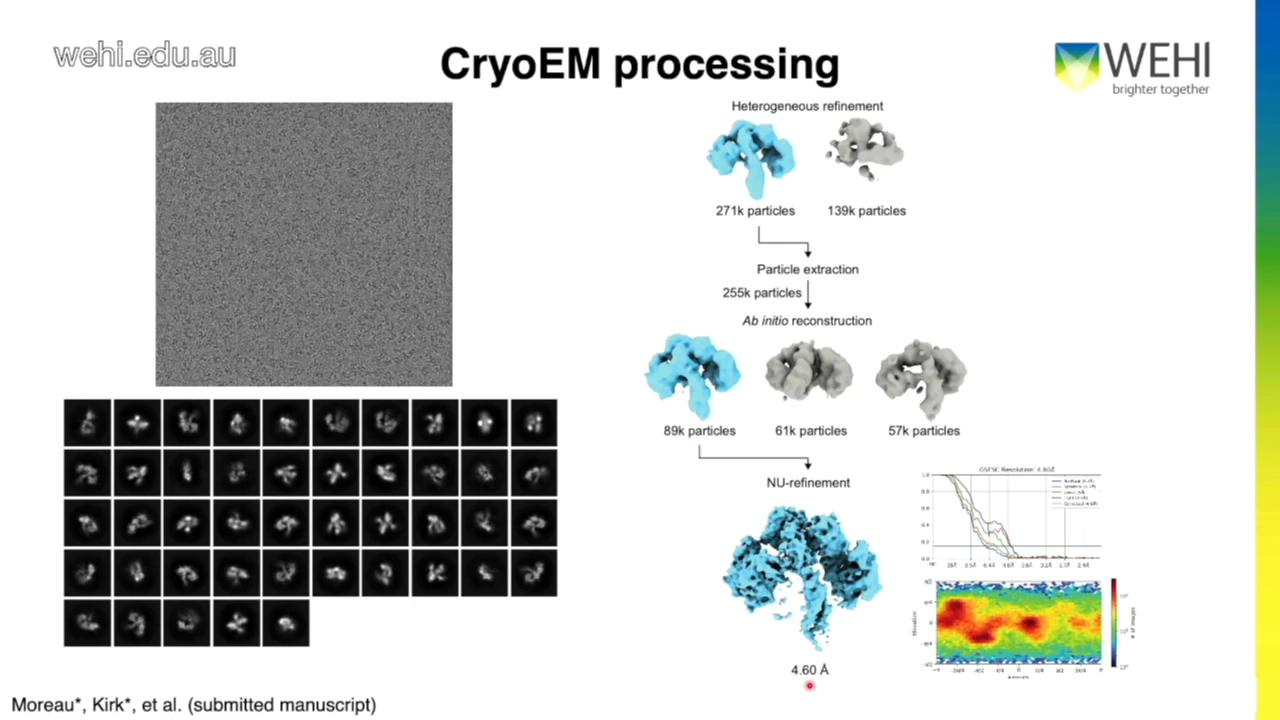 wehi.edu.au
CryoEM processing
WEHI
brighter together
Heterogeneous refinement
271k particles
139k particles
Particle extraction
255k particles
Ab initio reconstruction
89k particles
61k particles
57k particles
NU-refinement
4.60 Å
Moreau*, Kirk*, et al. (submitted manuscript)